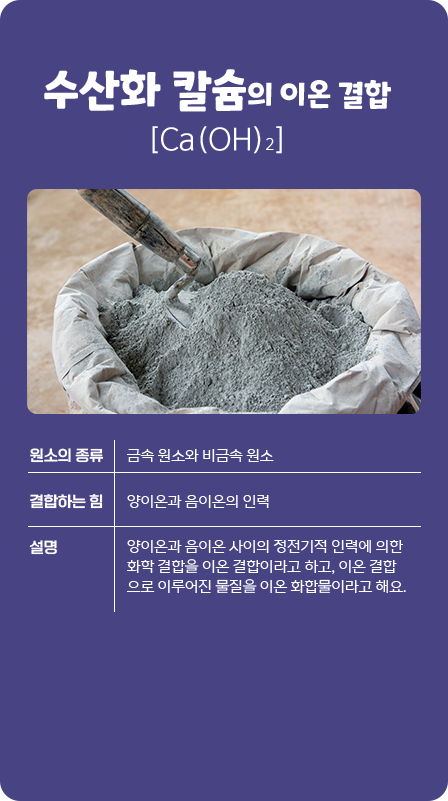 수산화 칼슘의 이온 결합
[Ca(OH)₂]
원소의 종류 금속 원소와 비금속 원소
결합하는 힘 양이온과 음이온의 인력
설명 양이온과 음이온 사이의 정전기적 인력에 의한
화학 결합을 이온 결합이라고 하고, 이온 결합
으로 이루어진 물질을 이온 화합물이라고 해요.